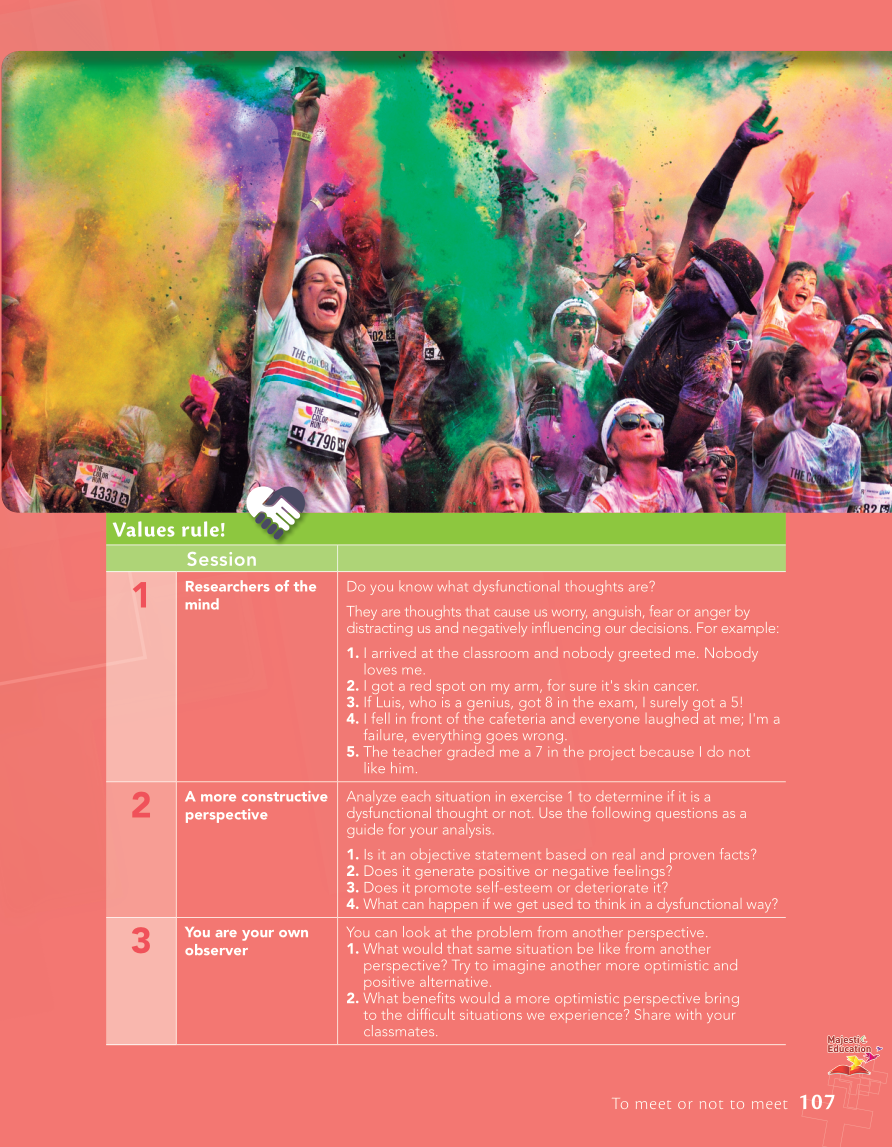 THE COLOR
502
THE
COLOR
RUN
4796
THE
COLOR
RUN
4333
THE COL
382
Values rule!
Session
1
Researchers of the
mind
Do you know what dysfunctional thoughts are?
They are thoughts that cause us worry, anguish, fear or anger by
distracting us and negatively influencing our decisions. For example:
1. I arrived at the classroom and nobody greeted me. Nobody
loves me.
2. I got a red spot on my arm, for sure it's skin cancer.
3. If Luis, who is a genius, got 8 in the exam, I surely got a 5!
4. I fell in front of the cafeteria and everyone laughed at me; I'm a
failure, everything goes wrong.
5. The teacher graded me a 7 in the project because I do not
like him.
2
A more constructive
perspective
Analyze each situation in exercise 1 to determine if it is a
dysfunctional thought or not. Use the following questions as a
guide for your analysis.
1. Is it an objective statement based on real and proven facts?
2. Does it generate positive or negative feelings?
3. Does it promote self-esteem or deteriorate it?
4. What can happen if we get used to think in a dysfunctional way?
3
You are your own
observer
You can look at the problem from another perspective.
1. What would that same situation be like from another
perspective? Try to imagine another more optimistic and
positive alternative.
2. What benefits would a more optimistic perspective bring
to the difficult situations we experience? Share with your
classmates.
Majestic
Education
To meet or not to meet 107